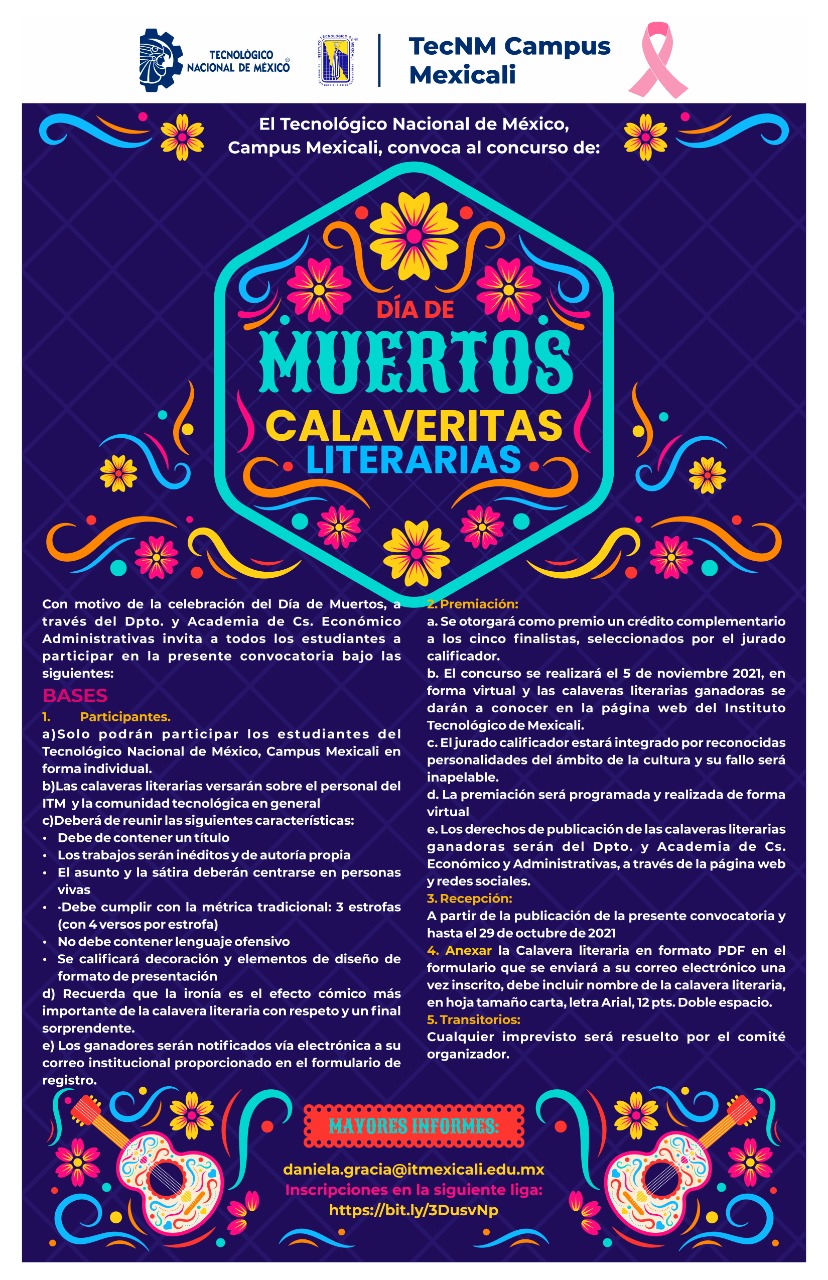 TECNOLÓGICO
NACIONAL DE MÉXICO
TecNM Campus
Mexicali
El Tecnológico Nacional de México,
Campus Mexicali, convoca al concurso de:
DÍA DE
MUERTOS
CALAVERITAS
LITERARIAS
Con motivo de la celebración del Día de Muertos, a
través del Dpto. y Academia de Cs. Económico
Administrativas invita a todos los estudiantes a
participar en la presente convocatoria bajo las
siguientes:
BASES
1. Participantes.
a)Solo podrán participar los estudiantes del
Tecnológico Nacional de México, Campus Mexicali en
forma individual.
b)Las calaveras literarias versarán sobre el personal del
ITM y la comunidad tecnológica en general
c)Deberá de reunir las siguientes características:
• Debe de contener un título
• Los trabajos serán inéditos y de autoría propia
• El asunto y la sátira deberán centrarse en personas
vivas
• ·Debe cumplir con la métrica tradicional: 3 estrofas
(con 4 versos por estrofa)
• No debe contener lenguaje ofensivo
• Se calificará decoración y elementos de diseño de
formato de presentación
d) Recuerda que la ironía es el efecto cómico más
importante de la calavera literaria con respeto y un final
sorprendente.
e) Los ganadores serán notificados vía electrónica a su
correo institucional proporcionado en el formulario de
registro.
2. Premiación:
a. Se otorgará como premio un crédito complementario
a los cinco finalistas, seleccionados por el jurado
calificador.
b. El concurso se realizará el 5 de noviembre 2021, en
forma virtual y las calaveras literarias ganadoras se
darán a conocer en la página web del Instituto
Tecnológico de Mexicali.
c. El jurado calificador estará integrado por reconocidas
personalidades del ámbito de la cultura y su fallo será
inapelable.
d. La premiación será programada y realizada de forma
virtual
e. Los derechos de publicación de las calaveras literarias
ganadoras serán del Dpto. y Academia de Cs.
Económico y Administrativas, a través de la página web
y redes sociales.
3. Recepción:
A partir de la publicación de la presente convocatoria y
hasta el 29 de octubre de 2021
4. Anexar la Calavera literaria en formato PDF en el
formulario que se enviará a su correo electrónico una
vez inscrito, debe incluir nombre de la calavera literaria,
en hoja tamaño carta, letra Arial, 12 pts. Doble espacio.
5. Transitorios:
Cualquier imprevisto será resuelto por el comité
organizador.
MAYORES INFORMES:
daniela.gracia@itmexicali.edu.mx
Inscripciones en la siguiente liga:
https://bit.ly/3DusvNp